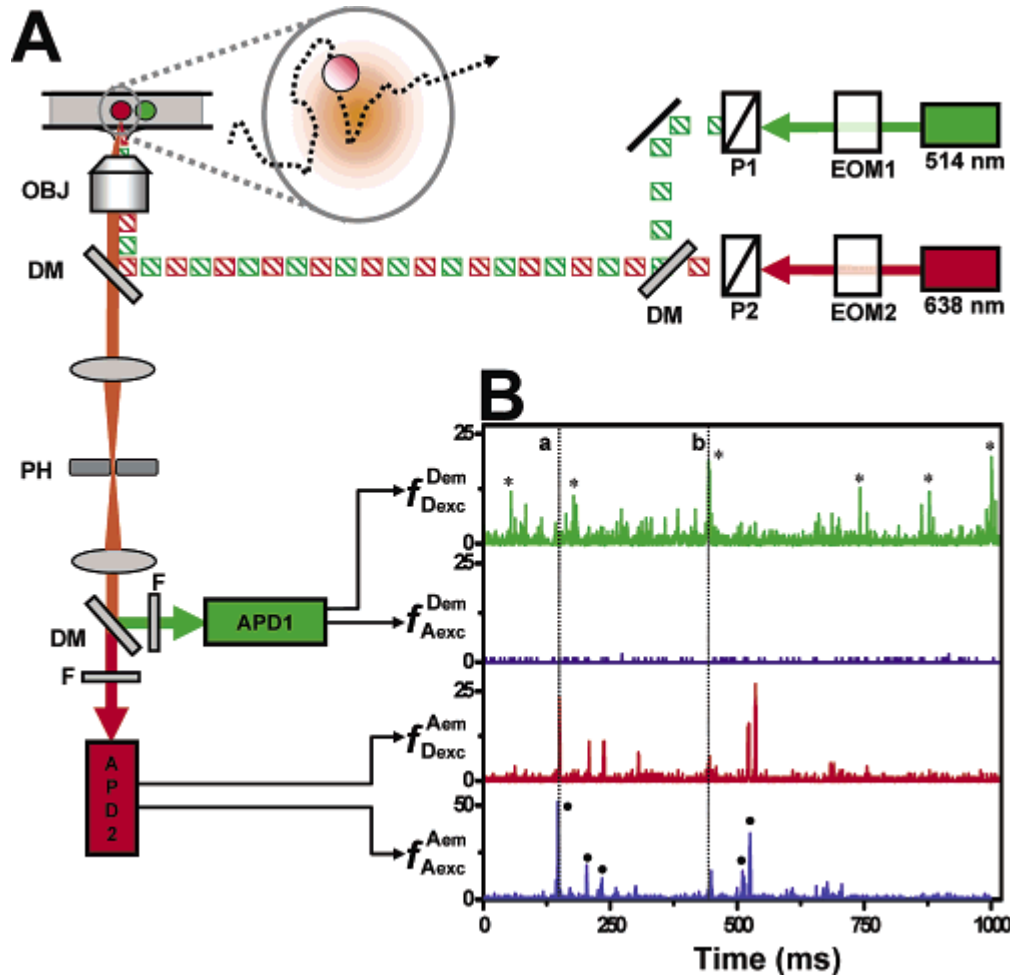 A
OBJ
DM
PH
F
DM
F
APD1
APD2
P1
EOM1
514 nm
DM
P2
EOM2
638 nm
B
f Dem Dexc
f Dem Aexc
f Aem Dexc
f Aem Aexc
25
0
25
0
25
0
50
0
a
b
*
*
*
*
*
*
0
250
500
750
1000
Time (ms)